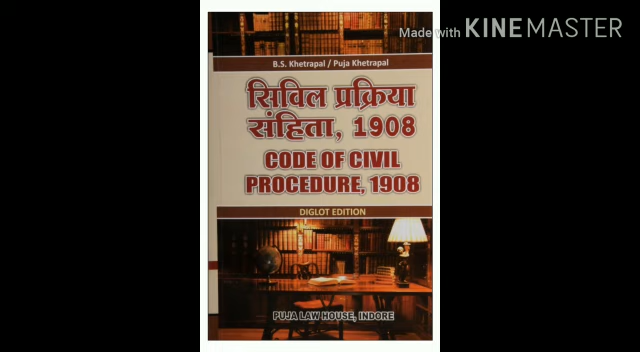 Made with KINEMASTER
B.S. Khetrapal / Puja Khetrapal
सिविल प्रक्रिया
संहिता, 1908
CODE OF CIVIL
PROCEDURE, 1908
DIGLOT EDITION
PUJA LAW HOUSE, INDORE